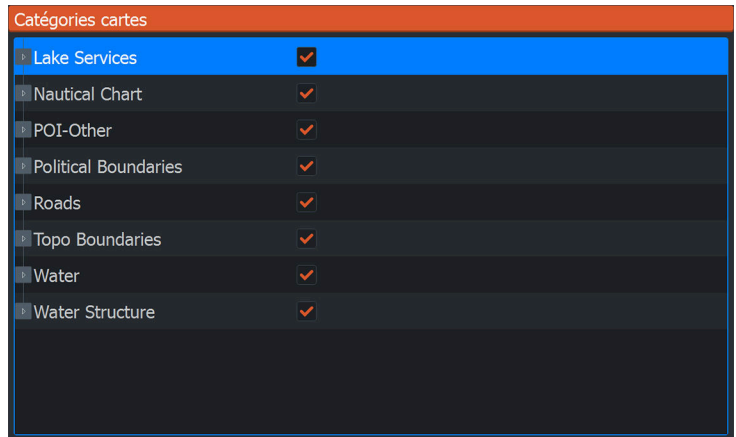 Catégories cartes
Lake Services
Nautical Chart
POI-Other
Political Boundaries
Roads
Topo Boundaries
Water
Water Structure